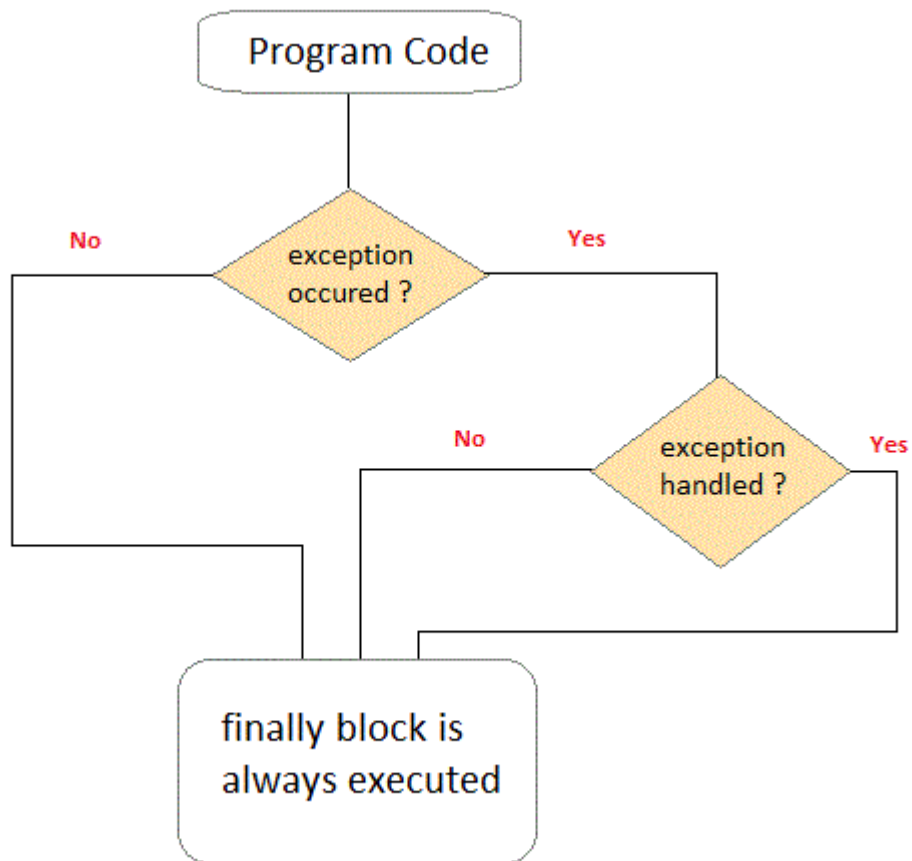 Program Code
No
Yes
exception
occured ?
No
Yes
exception
handled ?
finally block is
always executed